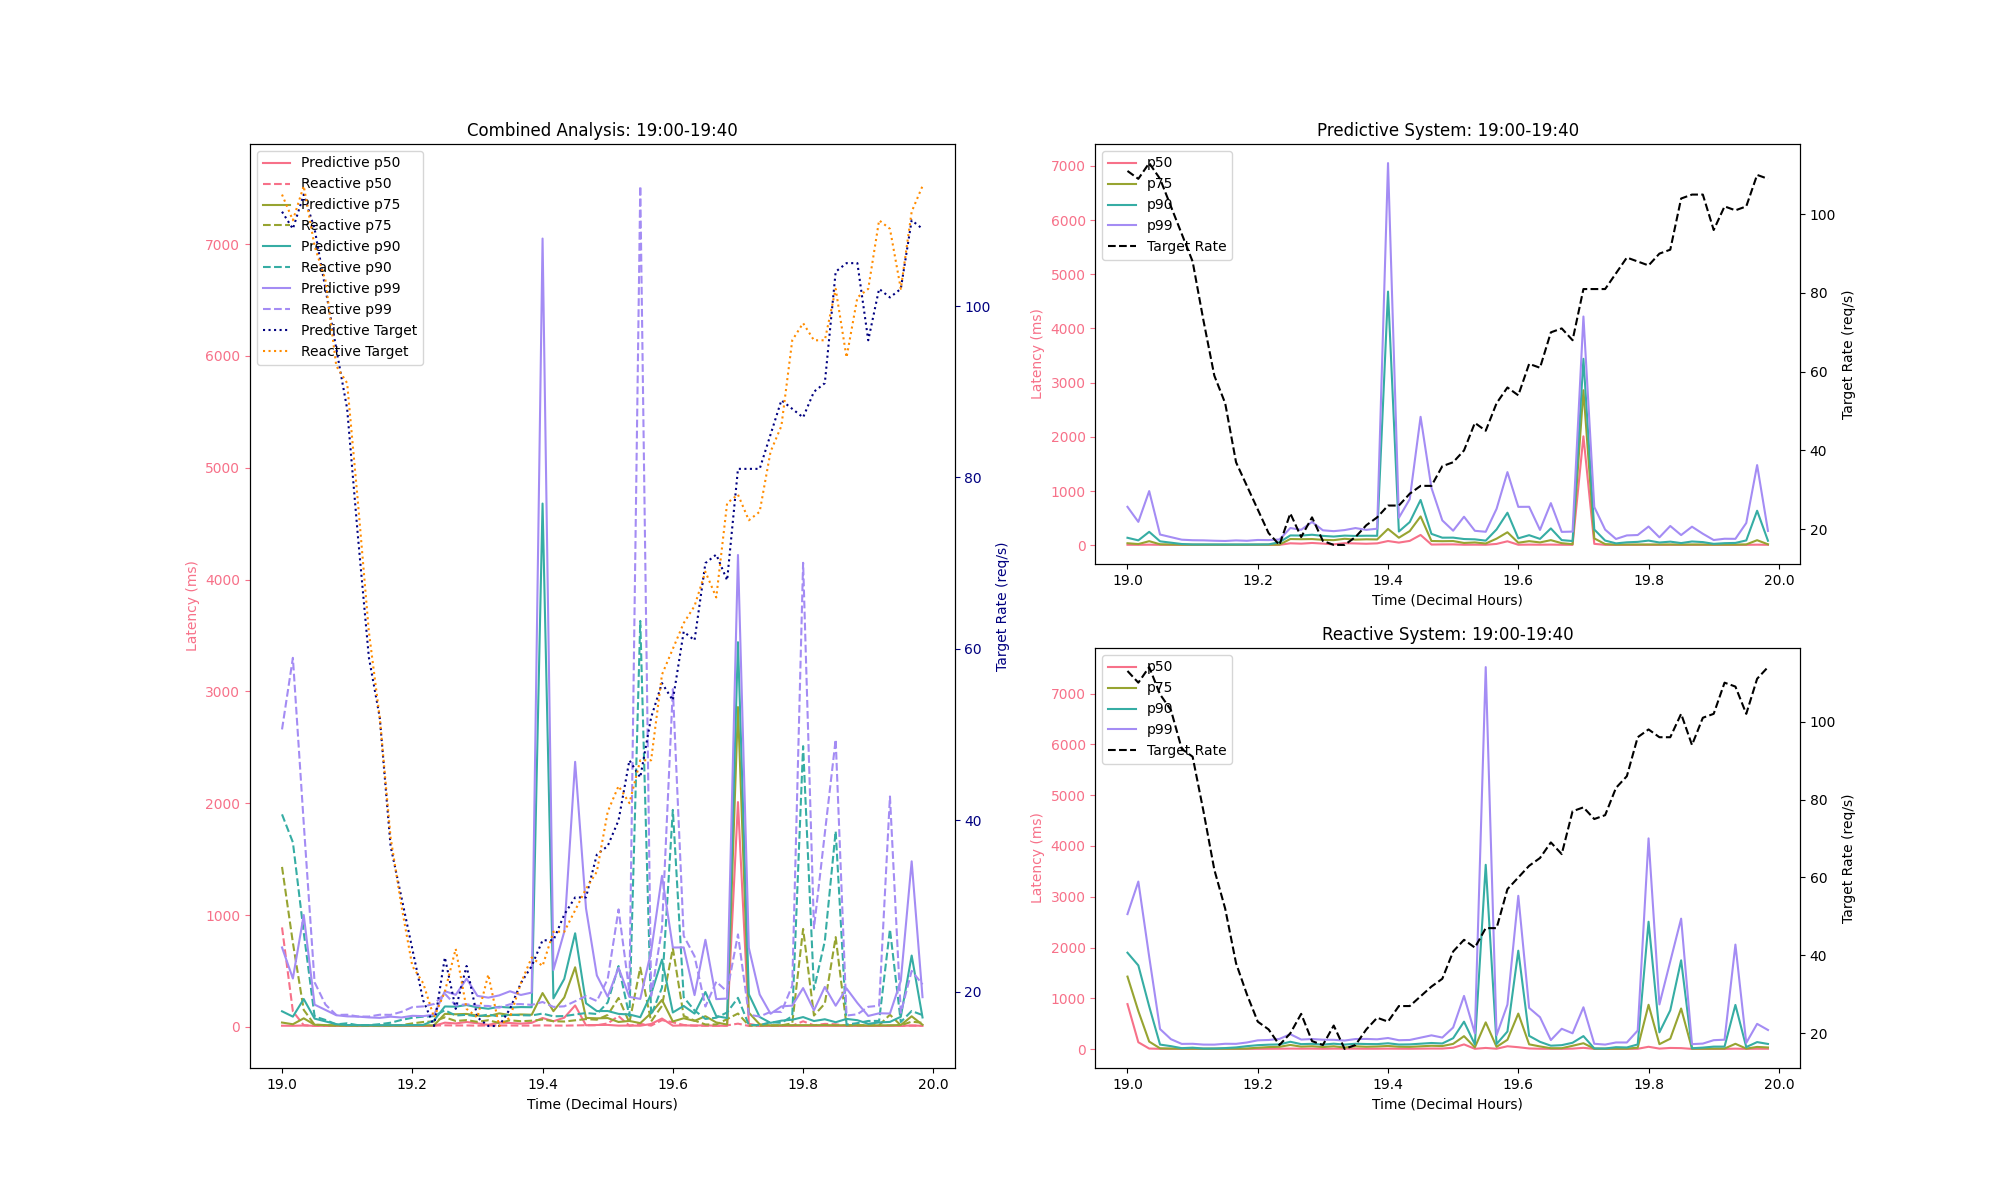 Combined Analysis: 19:00-19:40
Predictive p50
Reactive p50
Predictive p75
Reactive p75
Predictive p90
Reactive p90
Predictive p99
Reactive p99
Predictive Target
Reactive Target
7000
6000
5000
4000
3000
2000
1000
0
Latency (ms)
100
80
60
40
20
Target Rate (req/s)
19.0 19.2 19.4 19.6 19.8 20.0
Time (Decimal Hours)
Predictive System: 19:00-19:40
p50
p75
p90
p99
Target Rate
7000
6000
5000
4000
3000
2000
1000
0
Latency (ms)
100
80
60
40
20
Target Rate (req/s)
19.0 19.2 19.4 19.6 19.8 20.0
Time (Decimal Hours)
Reactive System: 19:00-19:40
p50
p75
p90
p99
Target Rate
7000
6000
5000
4000
3000
2000
1000
0
Latency (ms)
100
80
60
40
20
Target Rate (req/s)
19.0 19.2 19.4 19.6 19.8 20.0
Time (Decimal Hours)